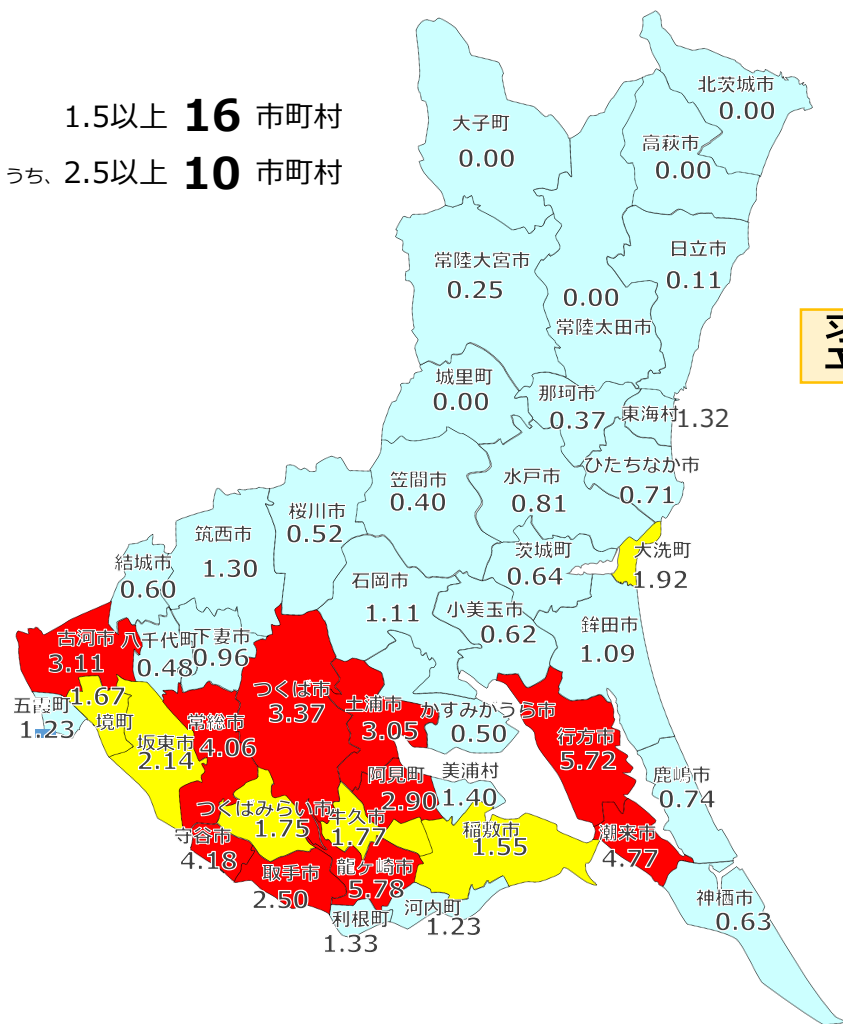 1.5以上 16 市町村
うち、2.5以上 10 市町村
北茨城市
0.00
大子町
0.00
高萩市
0.00
日立市
0.11
常陸大宮市
0.25
0.00
常陸太田市
城里町
0.00
那珂市
0.37
東海村
1.32
ひたちなか市
0.71
笠間市
0.40
水戸市
0.81
桜川市
0.52
筑西市
1.30
結城市
0.60
茨城町
0.64
大洗町
1.92
石岡市
1.11
小美玉市
0.62
鉾田市
1.09
古河市
3.11
八千代町
0.48
下妻市
0.96
つくば市
3.37
土浦市
3.05
かすみがうら市
0.50
五霞町
1.23
1.67
境町
坂東市
2.14
常総市
4.06
行方市
5.72
阿見町
2.90
美浦村
1.40
鹿嶋市
0.74
つくばみらい市
1.75
牛久市
1.77
稲敷市
1.55
潮来市
4.77
守谷市
4.18
取手市
2.50
龍ヶ崎市
5.78
利根町
1.33
河内町
1.23
神栖市
0.63